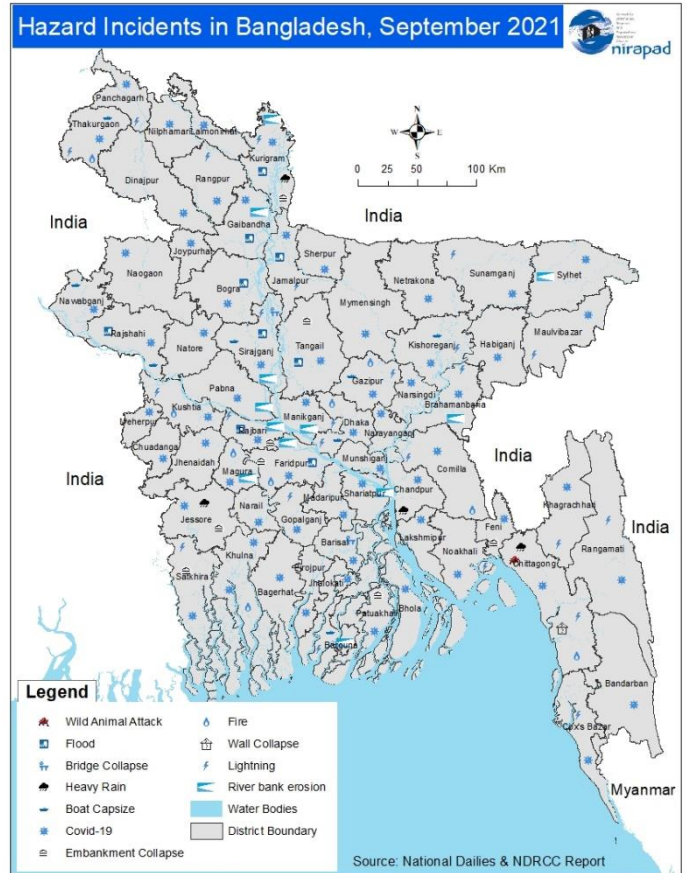 Hazard Incidents in Bangladesh, September 2021
nirapad
N
W E
S
0 25 50 100 Km
Panchagarh
Thakurgaon
Nilphamari
Lalmonirhat
Kurigram
Dinajpur
Rangpur
India
India
Gaibandha
Joypurhat
Sherpur
Naogaon
Jamalpur
Netrakona
Sunamganj
Sylhet
Bogra
Mymensingh
Nawabganj
Rajshahi
Kishoreganj
Habiganj
Maulvibazar
Natore
Sirajganj
Tangail
Gazipur
Pabna
Narsingdi
Brahamanbaria
Kushtia
Manikganj
Dhaka
Meherpur
Rajbari
Narayanganj
Chuadanga
India
India
Jhenaidah
Faridpur
Munshiganj
Comilla
Magura
Shariatpur
Chandpur
Khagrachhari
Madaripur
Jessore
Narail
Gopalganj
Lakshmipur
Feni
India
Rangamati
Khulna
Barisal
Noakhali
Chittagong
Satkhira
Pirojpur
Jhalokati
Bagerhat
Patuakhali
Bhola
Barguna
Bandarban
Cox's Bazar
Myanmar
Legend
Wild Animal Attack
Fire
Flood
Wall Collapse
Bridge Collapse
Lightning
Heavy Rain
River bank erosion
Boat Capsize
Water Bodies
Covid-19
District Boundary
Embankment Collapse
1
Source: National Dailies & NDRCC Report